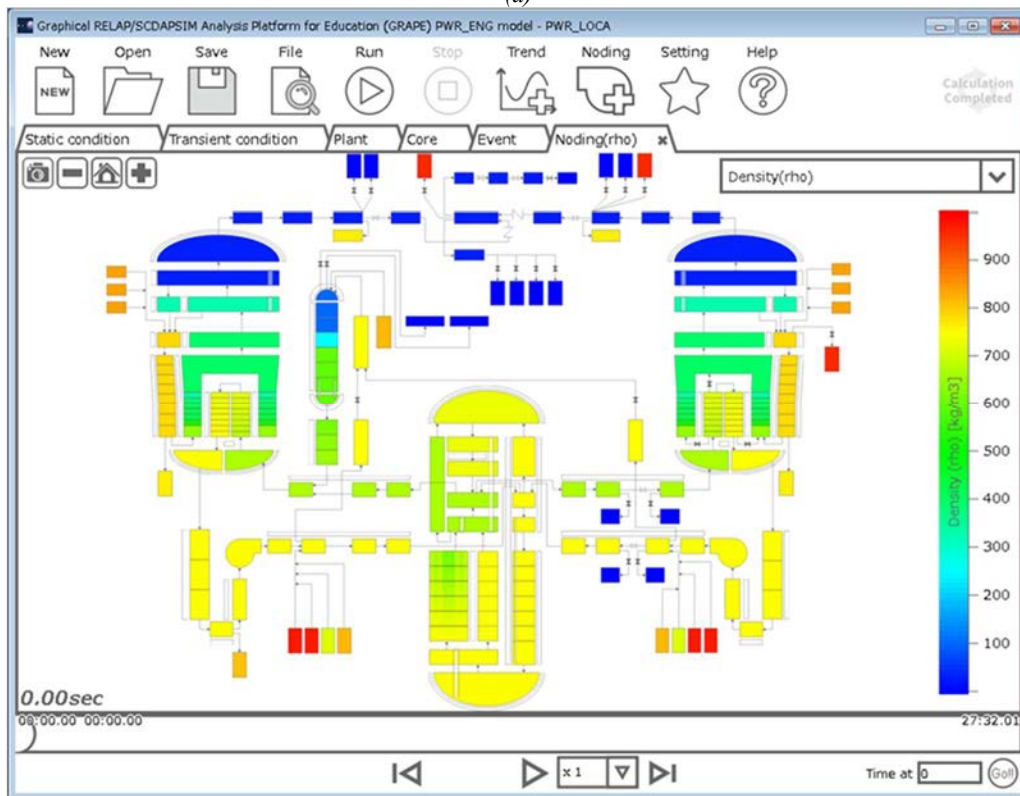 (a)
Graphical RELAP/SCDAPSIM Analysis Platform for Education (GRAPE) PWR_ENG model - PWR_LOCA
New Open Save File Run Stop Trend Noding Setting Help
NEW
Calculation
Completed
Static condition Transient condition Plant Core Event Noding(rho)
Density(rho)
900
800
700
600
500
400
300
200
100
Density (rho) [kg/m3]
0.00sec
00:00.00 00:00.00 27:32.01
x 1 Time at 0 Go!!